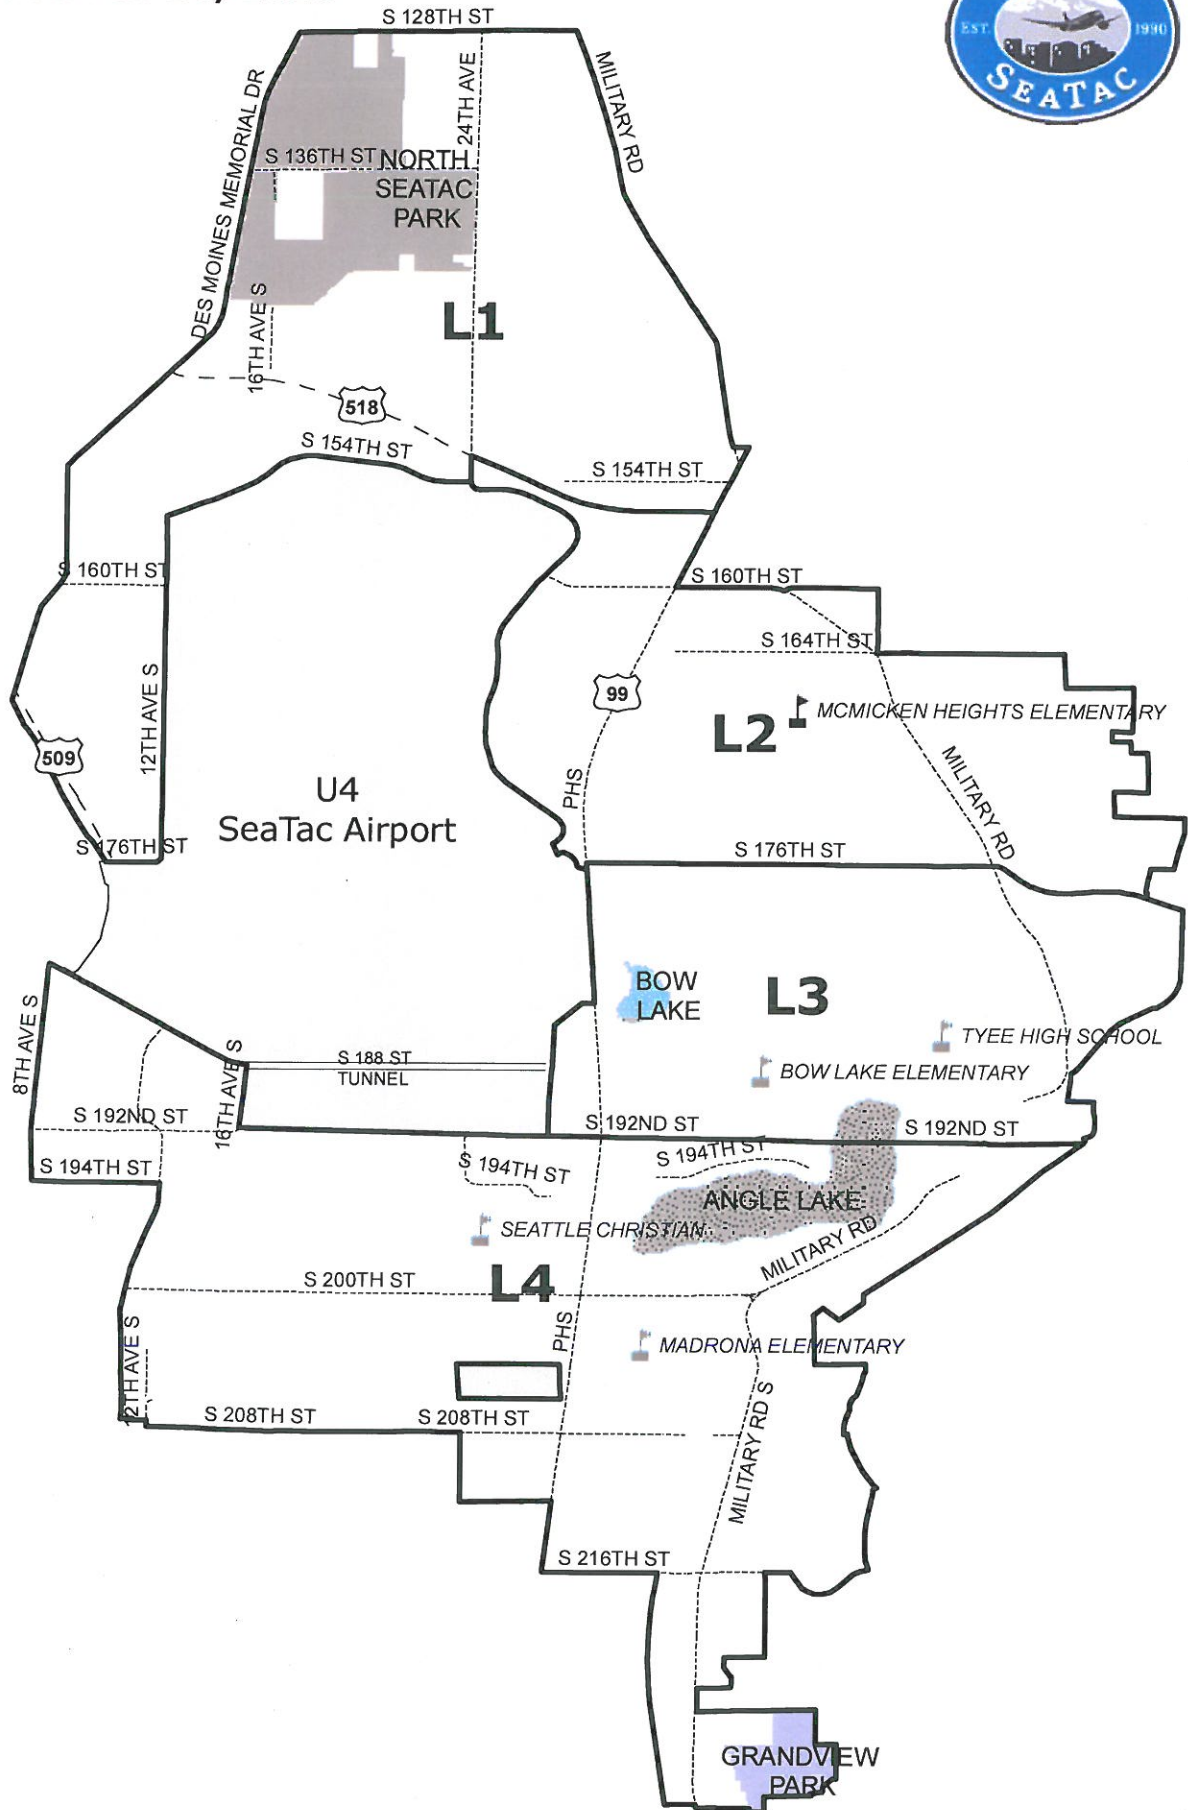 S 128TH ST
EST.
1990
SEATAC
24TH AVE
MILITARY RD
DES MOINES MEMORIAL DR
S 136TH ST
NORTH
SEATAC
PARK
16TH AVE S
L1
518
S 154TH ST
S 154TH ST
S 160TH ST
S 160TH ST
S 164TH ST
12TH AVE S
99
MCMICKEN HEIGHTS ELEMENTARY
L2
509
PHS
MILITARY RD
U4
SeaTac Airport
S 176TH ST
S 176TH ST
BOW
LAKE
L3
8TH AVE S
TYEE HIGH SCHOOL
16TH AVE S
S 188 ST
TUNNEL
BOW LAKE ELEMENTARY
S 192ND ST
S 192ND ST
S 192ND ST
S 194TH ST
S 194TH ST
S 194TH ST
ANGLE LAKE
SEATTLE CHRISTIAN
MILITARY RD
S 200TH ST
L4
PHS
MADRONA ELEMENTARY
12TH AVE S
S 208TH ST
S 208TH ST
MILITARY RD S
S 216TH ST
GRANDVIEW
PARK